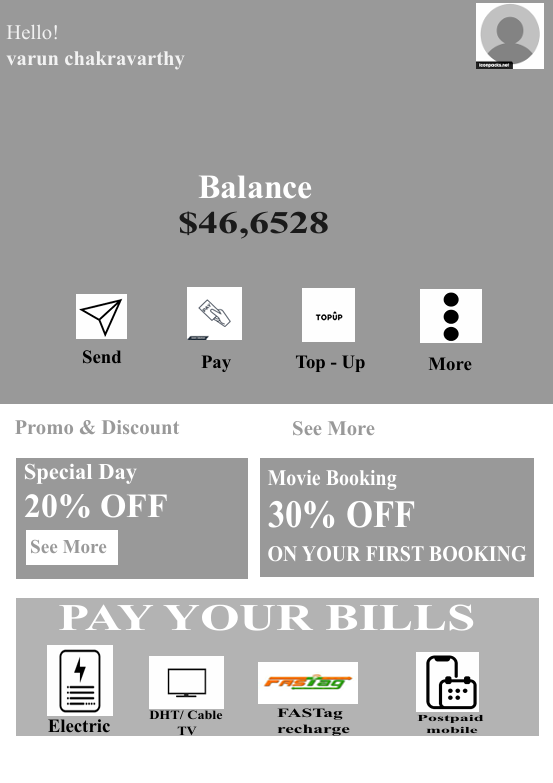 Hello!
varun chakravarthy
iconpacks.net
Balance
$46,6528
PAY
TOPUP
Send
Pay
Top - Up
More
Promo & Discount
See More
Special Day
20% OFF
See More
Movie Booking
30% OFF
ON YOUR FIRST BOOKING
PAY YOUR BILLS
FASTag
Electric
DHT/ Cable
TV
FASTag
recharge
Postpaid
mobile